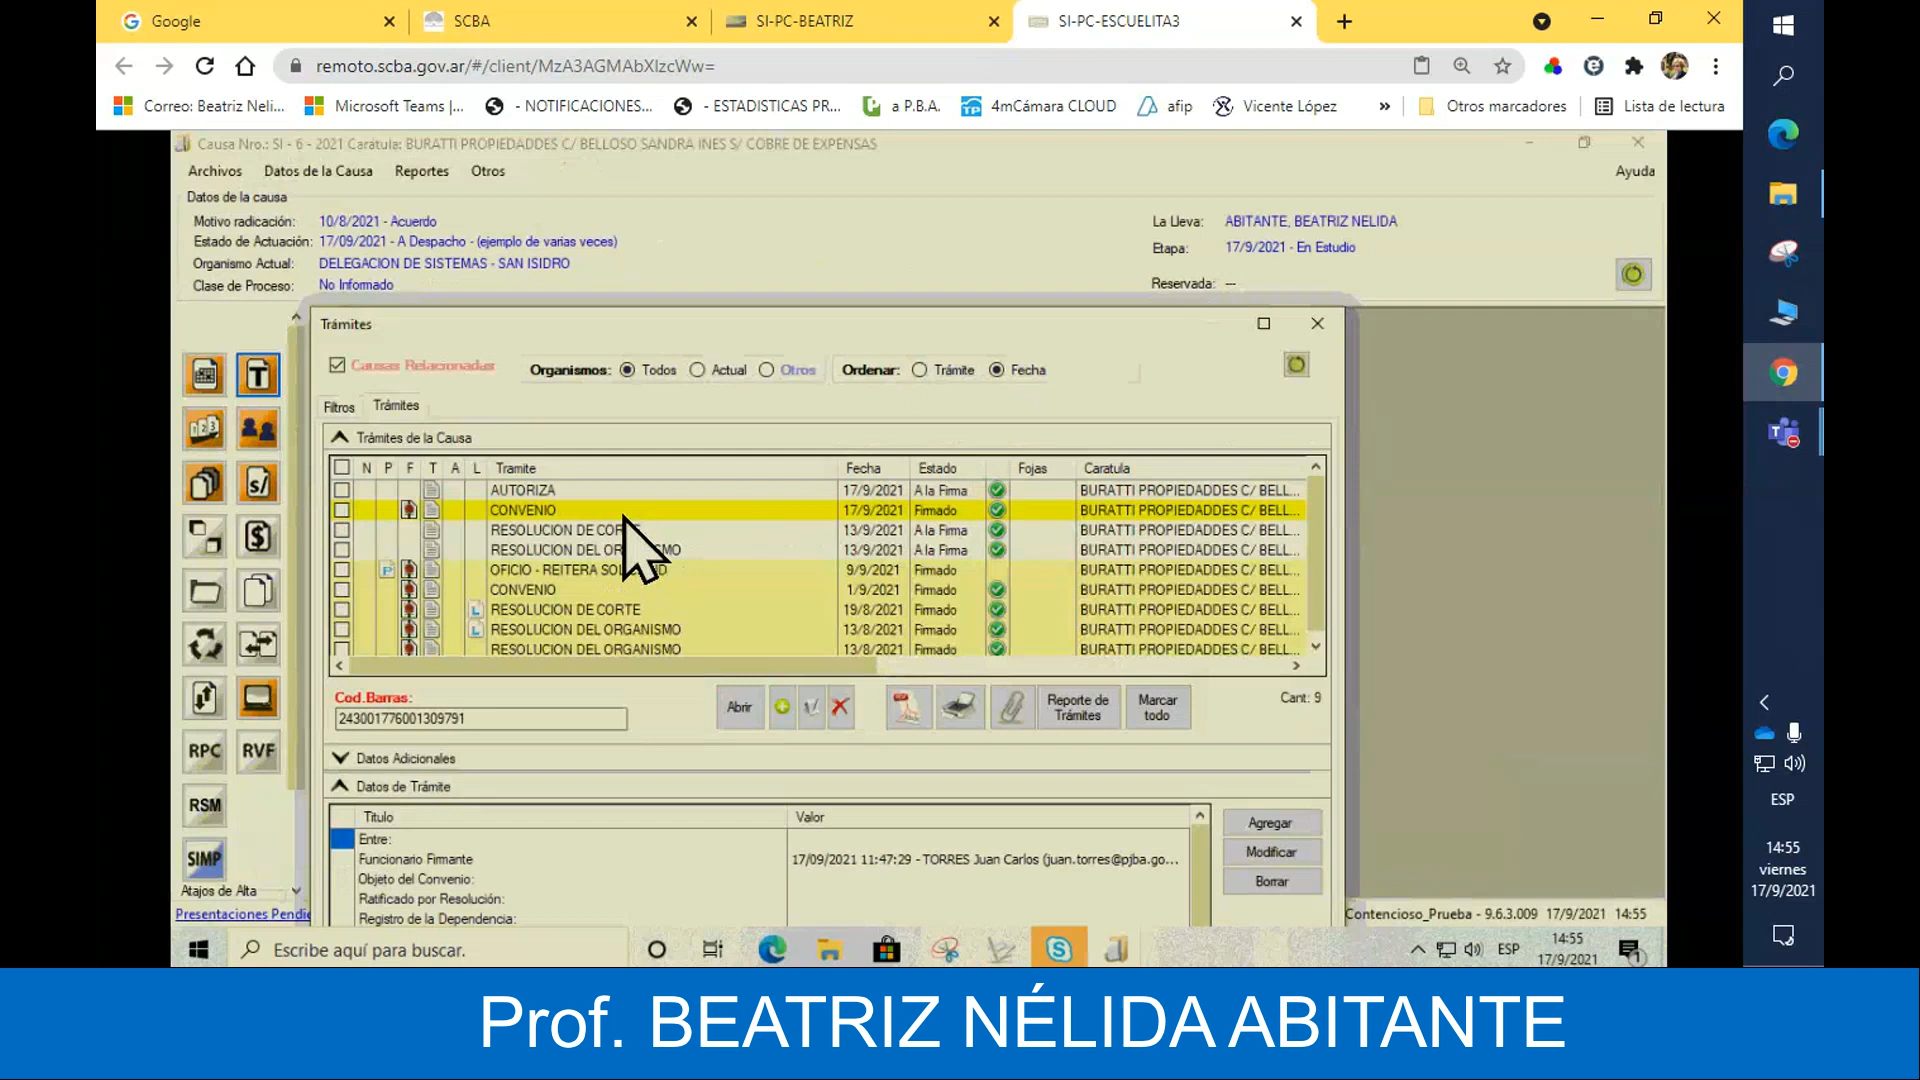 Google
SCBA
SI-PC-BEATRIZ
SI-PC-ESCUELITA3
remoto.scba.gov.ar/#/client/MzA3AGMAbXlzcWw=
Correo: Beatriz Neli...
Microsoft Teams |...
- NOTIFICACIONES...
- ESTADISTICAS PR...
a P.B.A.
4mCámara CLOUD
afip
Vicente López
»
Otros marcadores
Lista de lectura
Causa Nro.: SI - 6 - 2021 Carátula: BURATTI PROPIEDADDES C/ BELLOSO SANDRA INES S/ COBRE DE EXPENSAS
Archivos Datos de la Causa Reportes Otros Ayuda
Datos de la causa
Motivo radicación: 10/8/2021 - Acuerdo La Lleva: ABITANTE, BEATRIZ NELIDA
Estado de Actuación: 17/09/2021 - A Despacho - (ejemplo de varias veces) Etapa: 17/9/2021 - En Estudio
Organismo Actual: DELEGACION DE SISTEMAS - SAN ISIDRO
Clase de Proceso: No Informado Reservada: ---
Trámites
Causas Relacionadas Organismos: Todos Actual Otros Ordenar: Trámite Fecha
Filtros Trámites
Trámites de la Causa
N P F T A L Tramite Fecha Estado Fojas Caratula
AUTORIZA 17/9/2021 A la Firma BURATTI PROPIEDADDES C/ BELL...
CONVENIO 17/9/2021 Firmado BURATTI PROPIEDADDES C/ BELL...
RESOLUCION DE 13/9/2021 A la Firma BURATTI PROPIEDADDES C/ BELL...
RESOLUCION DEL 13/9/2021 A la Firma BURATTI PROPIEDADDES C/ BELL...
P OFICIO - REITERA 9/9/2021 Firmado BURATTI PROPIEDADDES C/ BELL...
CONVENIO 1/9/2021 Firmado BURATTI PROPIEDADDES C/ BELL...
L RESOLUCION DE CORTE 19/8/2021 Firmado BURATTI PROPIEDADDES C/ BELL...
L RESOLUCION DEL ORGANISMO 13/8/2021 Firmado BURATTI PROPIEDADDES C/ BELL...
RESOLUCION DEL ORGANISMO 13/8/2021 Firmado BURATTI PROPIEDADDES C/ BELL...
Cod.Barras:
243001776001309791
Abrir
Reporte de
Trámites
Marcar
todo
Cant: 9
Datos Adicionales
Datos de Trámite
Titulo Valor
Entre:
Funcionario Firmante 17/09/2021 11:47:29 - TORRES Juan Carlos (juan.torres@pjba.go...
Objeto del Convenio:
Ratificado por Resolución:
Registro de la Dependencia:
Agregar
Modificar
Borrar
T
123
s/
$
RPC RVF
RSM
SIMP
Atajos de Alta
Presentaciones Pendie
Contencioso_Prueba - 9.6.3.009 17/9/2021 14:55
Escribe aquí para buscar.
ESP
14:55
17/9/2021
1
ESP
14:55
viernes
17/9/2021
Prof. BEATRIZ NÉLIDA ABITANTE